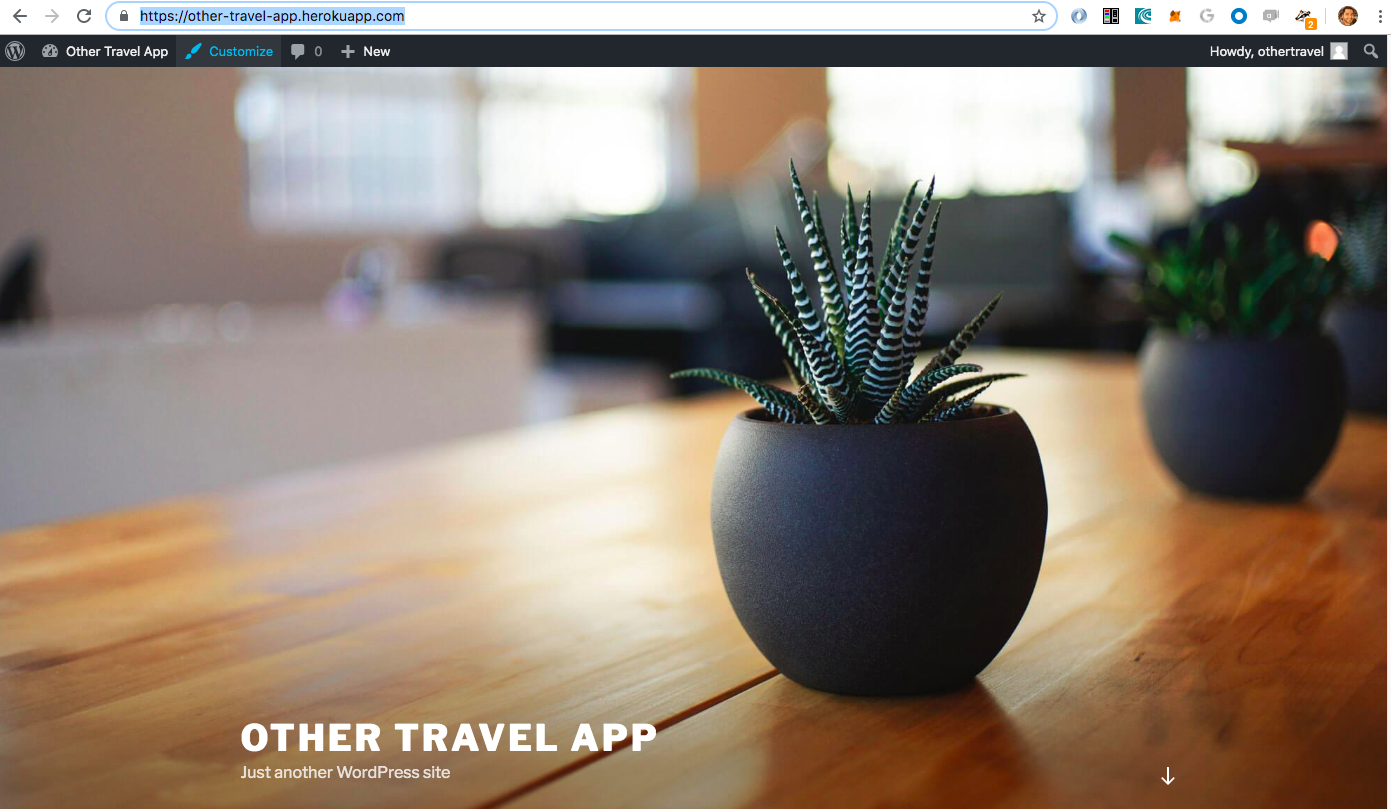 https://other-travel-app.herokuapp.com
2
Other Travel App Customize 0 New Howdy, othertravel
OTHER TRAVEL APP
Just another WordPress site